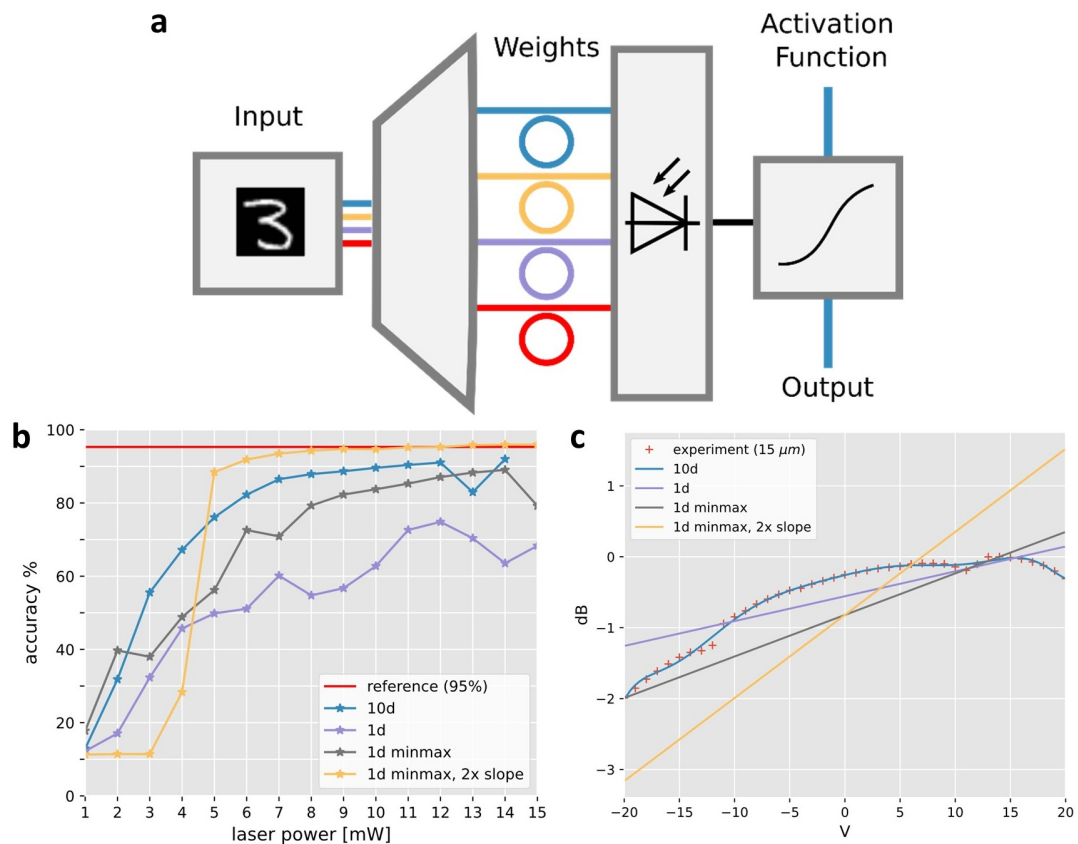 a
Weights
Activation
Function
Input
3
Output
b
100
80
60
40
20
0
accuracy %
reference (95%)
10d
1d
1d minmax
1d minmax, 2x slope
1 2 3 4 5 6 7 8 9 10 11 12 13 14 15
laser power [mW]
c
1
0
−1
−2
−3
dB
experiment (15 μm)
10d
1d
1d minmax
1d minmax, 2x slope
−20 −15 −10 −5 0 5 10 15 20
V